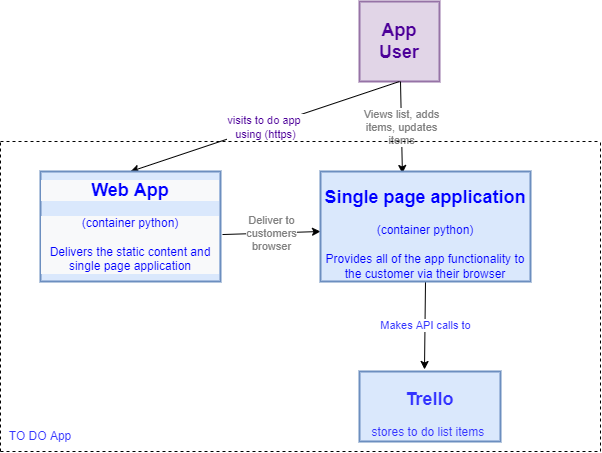 App
User
visits to do app
using (https)
Views list, adds
items, updates
items
Web App
(container python)
Delivers the static content and
single page application
Deliver to
customers
browser
Single page application
(container python)
Provides all of the app functionality to
the customer via their browser
Makes API calls to
Trello
stores to do list items
TO DO App